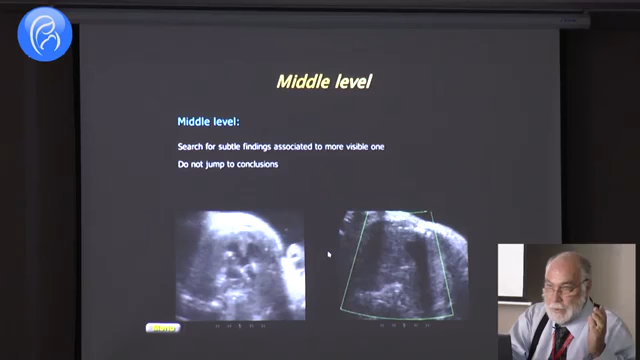 Middle level
Middle level:
Search for subtle findings associated to more visible one
Do not jump to conclusions